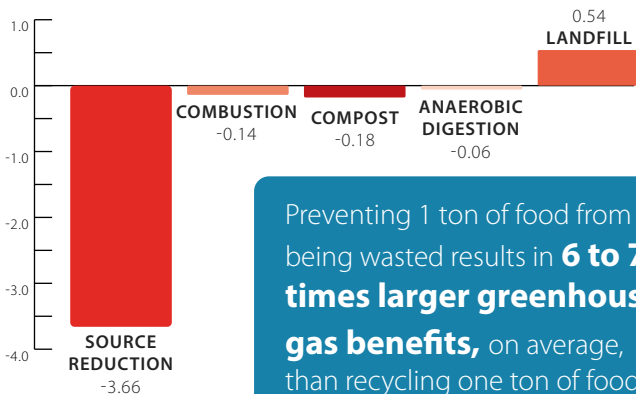 1.0
0.0
-1.0
-2.0
-3.0
-4.0
SOURCE
REDUCTION
-3.66
COMBUSTION
-0.14
COMPOST
-0.18
ANAEROBIC
DIGESTION
-0.06
0.54
LANDFILL
Preventing 1 ton of food from
being wasted results in 6 to 7
times larger greenhous
gas benefits, on average,
than recycling one ton of food